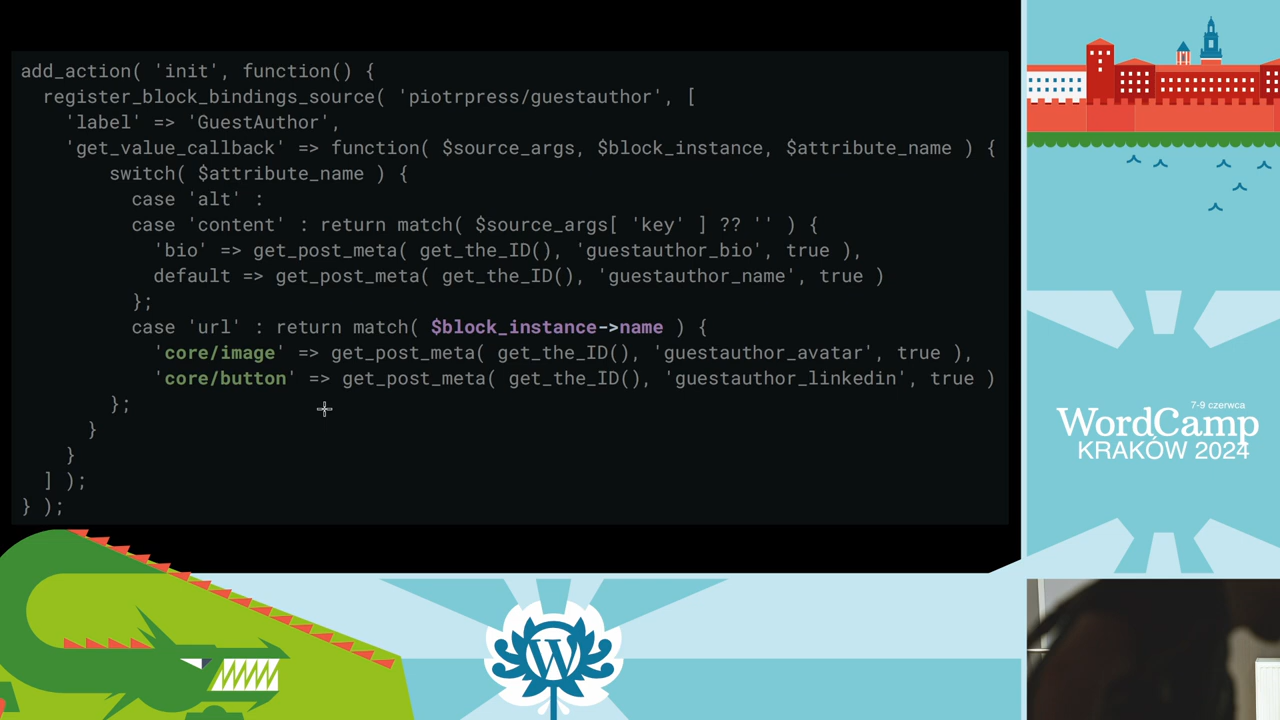 add_action( 'init', function() {
register_block_bindings_source( 'piotrpress/guestauthor', [
'label' => 'GuestAuthor',
'get_value_callback' => function( $source_args, $block_instance, $attribute_name ) {
switch( $attribute_name ) {
case 'alt' :
case 'content' : return match( $source_args[ 'key' ] ?? '' ) {
'bio' => get_post_meta( get_the_ID(), 'guestauthor_bio', true ),
default => get_post_meta( get_the_ID(), 'guestauthor_name', true )
};
case 'url' : return match( $block_instance->name ) {
'core/image' => get_post_meta( get_the_ID(), 'guestauthor_avatar', true ),
'core/button' => get_post_meta( get_the_ID(), 'guestauthor_linkedin', true )
};
}
}
] );
} );
7-9 czerwca
WordCamp
KRAKÓW 2024
W